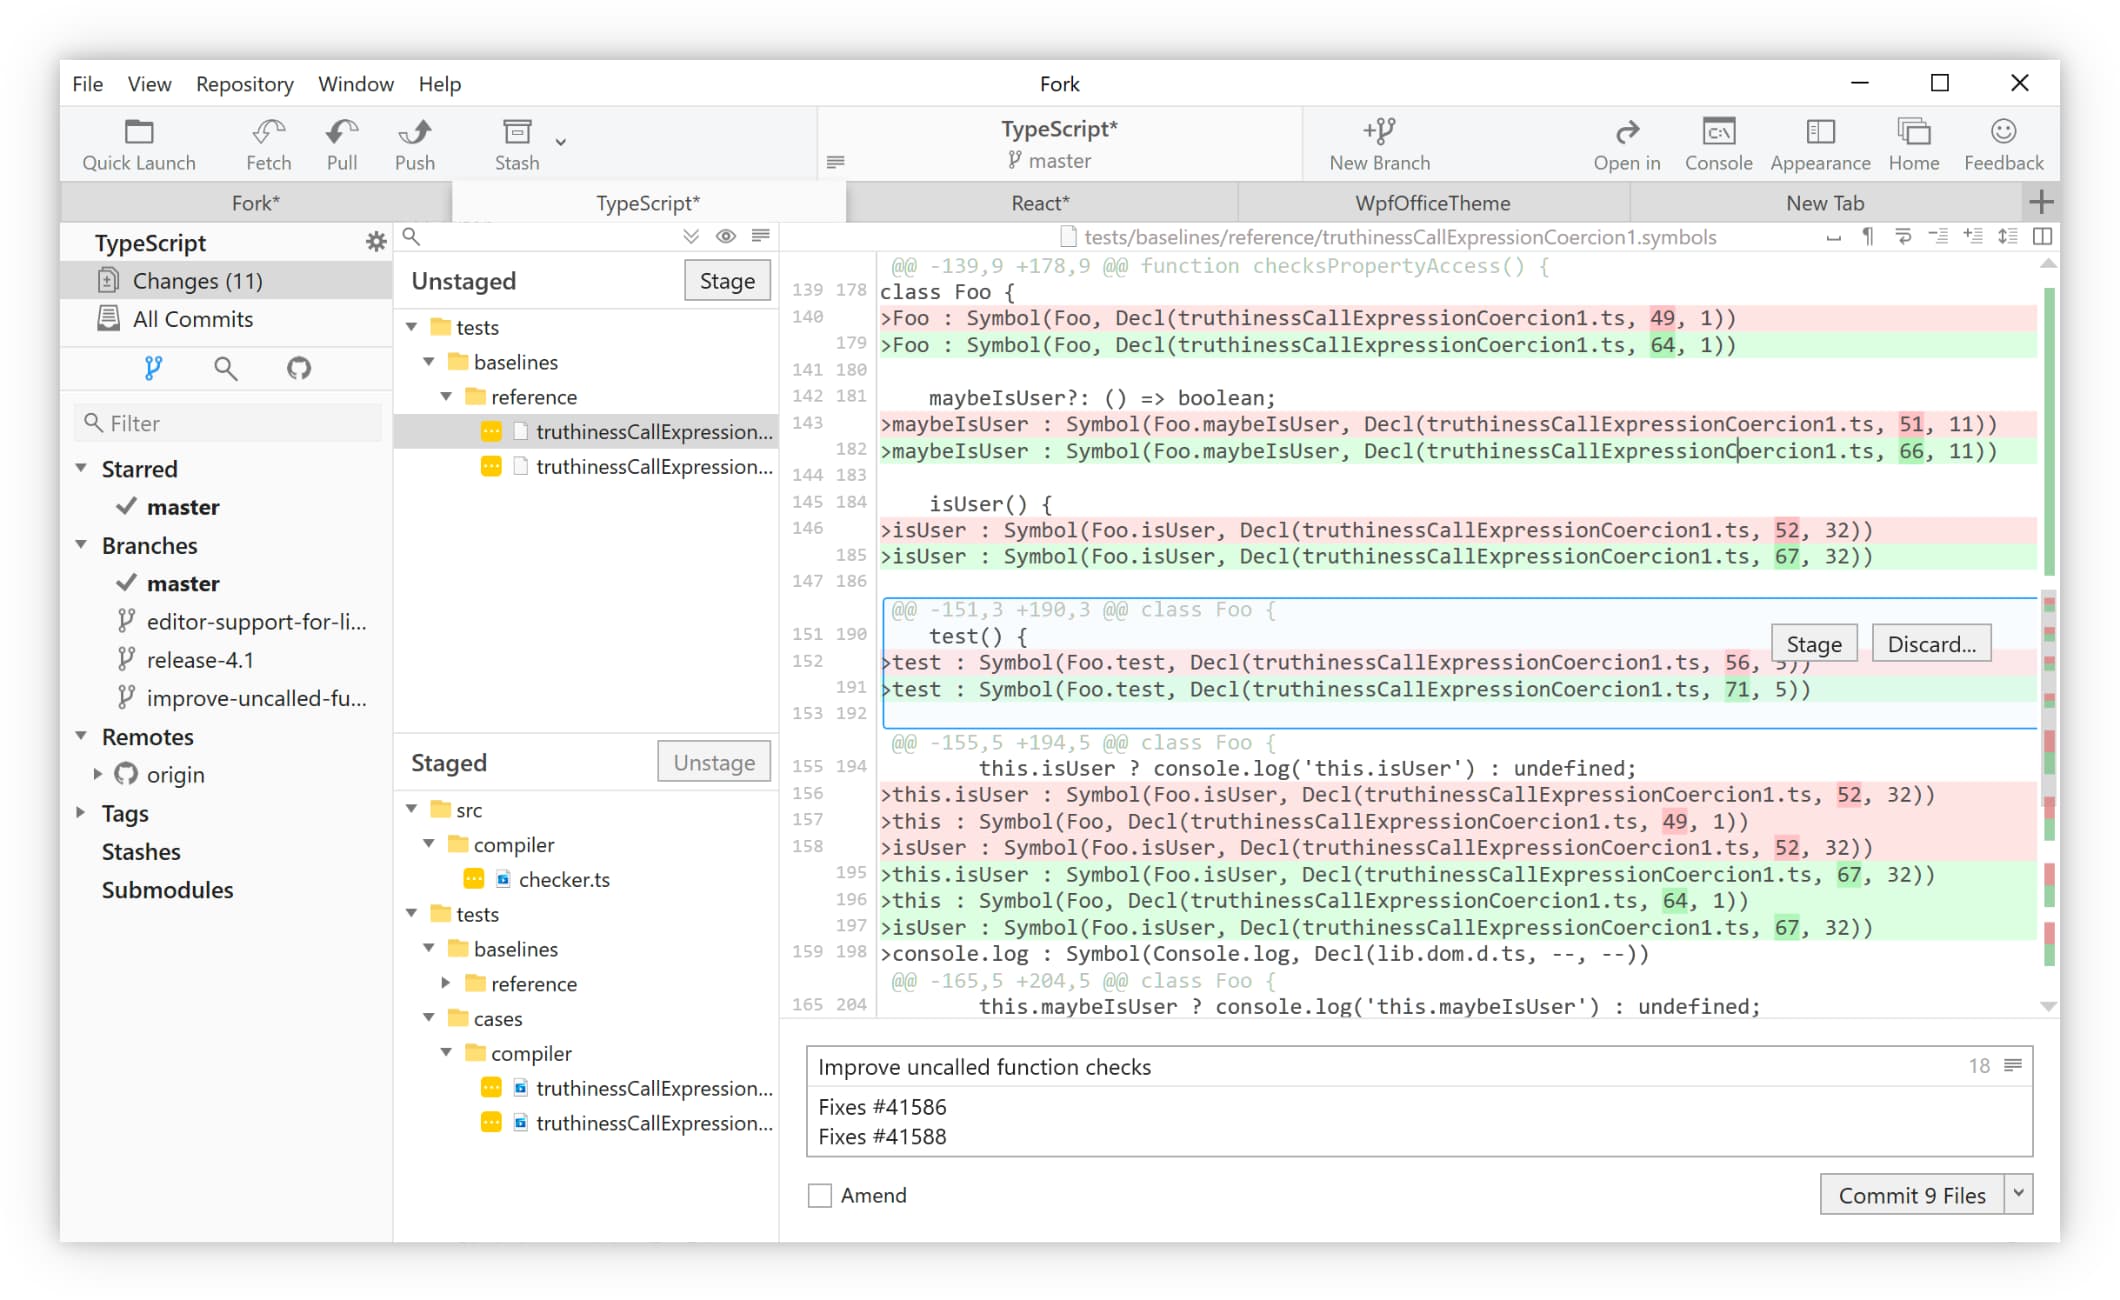 File View Repository Window Help
Fork
Quick Launch
Fetch
Pull
Push
Stash
TypeScript*
master
New Branch
Open in
Console
Appearance
Home
Feedback
Fork*
TypeScript*
React*
WpfOfficeTheme
New Tab
TypeScript
Changes (11)
All Commits
Filter
Starred
master
Branches
master
editor-support-for-li...
release-4.1
improve-uncalled-fu...
Remotes
origin
Tags
Stashes
Submodules
Unstaged
Stage
tests
baselines
reference
truthinessCallExpression...
truthinessCallExpression...
Staged
Unstage
src
compiler
checker.ts
tests
baselines
reference
cases
compiler
truthinessCallExpression...
truthinessCallExpression...
tests/baselines/reference/truthinessCallExpressionCoercion1.symbols
@@ -139,9 +178,9 @@ function checksPropertyAccess() {
139 178 class Foo {
140 >Foo : Symbol(Foo, Decl(truthinessCallExpressionCoercion1.ts, 49, 1))
179 >Foo : Symbol(Foo, Decl(truthinessCallExpressionCoercion1.ts, 64, 1))
141 180
142 181 maybeIsUser?: () => boolean;
143 >maybeIsUser : Symbol(Foo.maybeIsUser, Decl(truthinessCallExpressionCoercion1.ts, 51, 11))
182 >maybeIsUser : Symbol(Foo.maybeIsUser, Decl(truthinessCallExpressionCoercion1.ts, 66, 11))
144 183
145 184 isUser() {
146 >isUser : Symbol(Foo.isUser, Decl(truthinessCallExpressionCoercion1.ts, 52, 32))
185 >isUser : Symbol(Foo.isUser, Decl(truthinessCallExpressionCoercion1.ts, 67, 32))
147 186
@@ -151,3 +190,3 @@ class Foo {
151 190 test() {
Stage
Discard...
152 >test : Symbol(Foo.test, Decl(truthinessCallExpressionCoercion1.ts, 56, 5))
191 >test : Symbol(Foo.test, Decl(truthinessCallExpressionCoercion1.ts, 71, 5))
153 192
@@ -155,5 +194,5 @@ class Foo {
155 194 this.isUser ? console.log('this.isUser') : undefined;
156 >this.isUser : Symbol(Foo.isUser, Decl(truthinessCallExpressionCoercion1.ts, 52, 32))
157 >this : Symbol(Foo, Decl(truthinessCallExpressionCoercion1.ts, 49, 1))
158 >isUser : Symbol(Foo.isUser, Decl(truthinessCallExpressionCoercion1.ts, 52, 32))
195 >this.isUser : Symbol(Foo.isUser, Decl(truthinessCallExpressionCoercion1.ts, 67, 32))
196 >this : Symbol(Foo, Decl(truthinessCallExpressionCoercion1.ts, 64, 1))
197 >isUser : Symbol(Foo.isUser, Decl(truthinessCallExpressionCoercion1.ts, 67, 32))
159 198 >console.log : Symbol(Console.log, Decl(lib.dom.d.ts, --, --))
@@ -165,5 +204,5 @@ class Foo {
165 204 this.maybeIsUser ? console.log('this.maybeIsUser') : undefined;
Improve uncalled function checks
18
Fixes #41586
Fixes #41588
Amend
Commit 9 Files